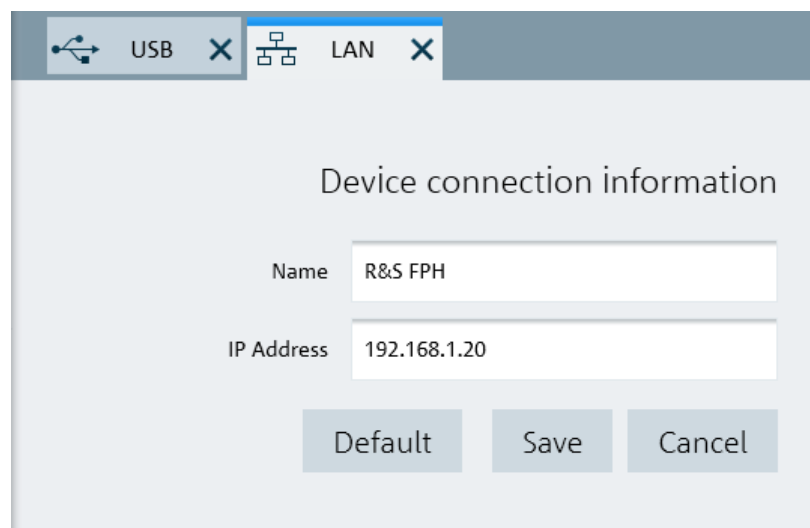 USB LAN
Device connection information
Name R&S FPH
IP Address 192.168.1.20
Default Save Cancel